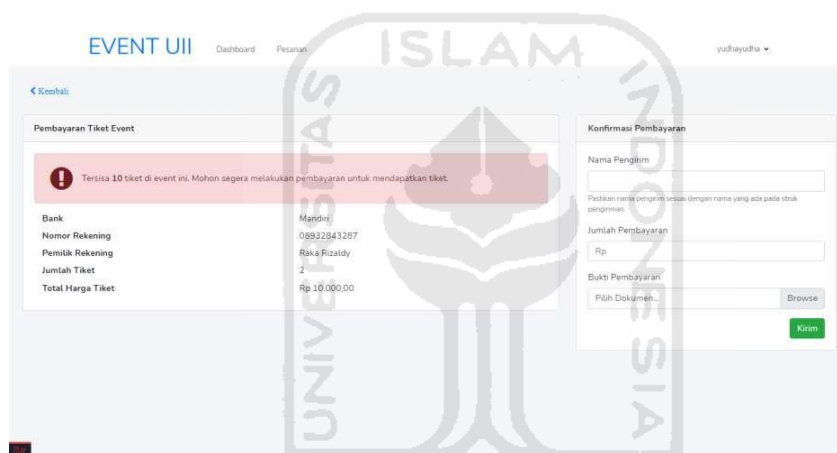 EVENT UII
Dashboard
Pesanan
yudhayudha
Kembali
Pembayaran Tiket Event
Tersisa 10 tiket di event ini. Mohon segera melakukan pembayaran untuk mendapatkan tiket.
Bank Mandiri
Nomor Rekening 08932843287
Pemilik Rekening Raka Rizaldy
Jumlah Tiket 2
Total Harga Tiket Rp 10.000,00
Konfirmasi Pembayaran
Nama Pengirim
Pastikan nama pengirim sesuai dengan nama yang ada pada struk
pengiriman.
Jumlah Pembayaran
Rp
Bukti Pembayaran
Pilih Dokumen... Browse
Kirim
ISLAM
UNIVERSITAS
INDONESIA